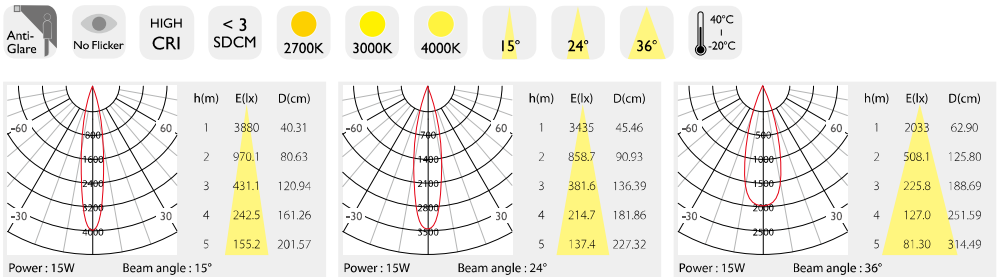 Anti-
Glare
No Flicker
HIGH
CRI
< 3
SDCM
2700K
3000K
4000K
15°
24°
36°
40°C
-20°C
h(m) E(lx) D(cm)
1 3880 40.31
2 970.1 80.63
3 431.1 120.94
4 242.5 161.26
5 155.2 201.57
-60 60
-30 30
800
1600
2400
3200
4000
Power : 15W Beam angle : 15°
h(m) E(lx) D(cm)
1 3435 45.46
2 858.7 90.93
3 381.6 136.39
4 214.7 181.86
5 137.4 227.32
-60 60
-30 30
700
1400
2100
2800
3500
Power : 15W Beam angle : 24°
h(m) E(lx) D(cm)
1 2033 62.90
2 508.1 125.80
3 225.8 188.69
4 127.0 251.59
5 81.30 314.49
-60 60
-30 30
500
1000
1500
2000
2500
Power : 15W Beam angle : 36°